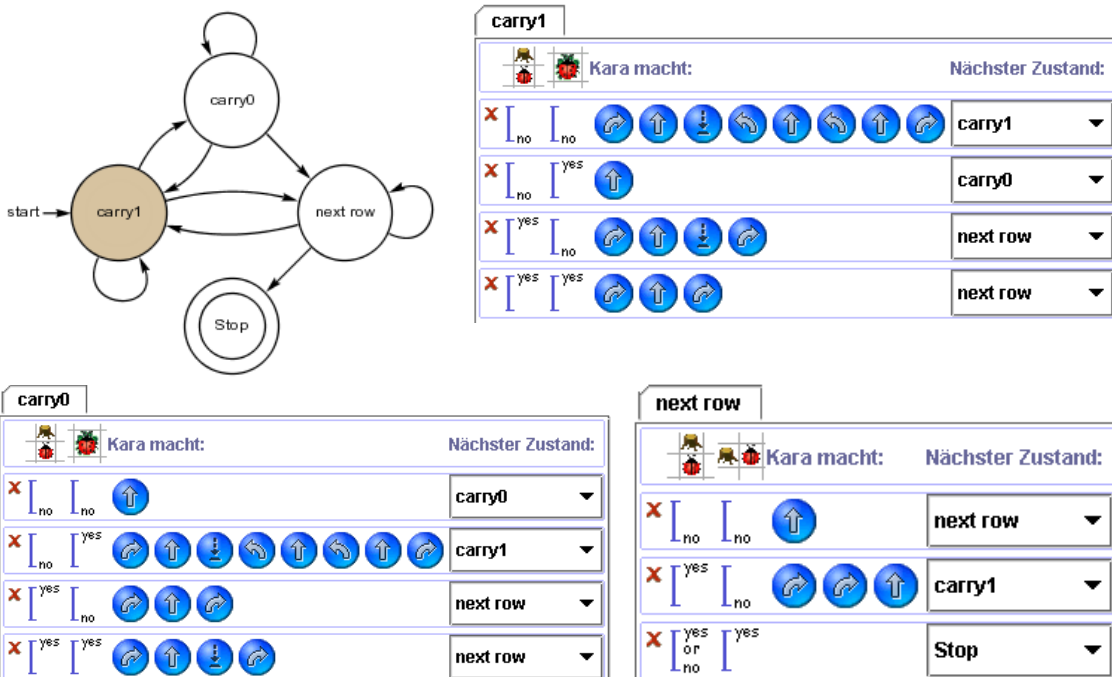 carry0
start
carry1
next row
Stop
carry1
Kara macht: Nächster Zustand:
no no carry1
no yes carry0
yes no next row
yes yes next row
carry0
Kara macht: Nächster Zustand:
no no carry0
no yes carry1
yes no next row
yes yes next row
next row
Kara macht: Nächster Zustand:
no no next row
yes no carry1
yes or no yes Stop